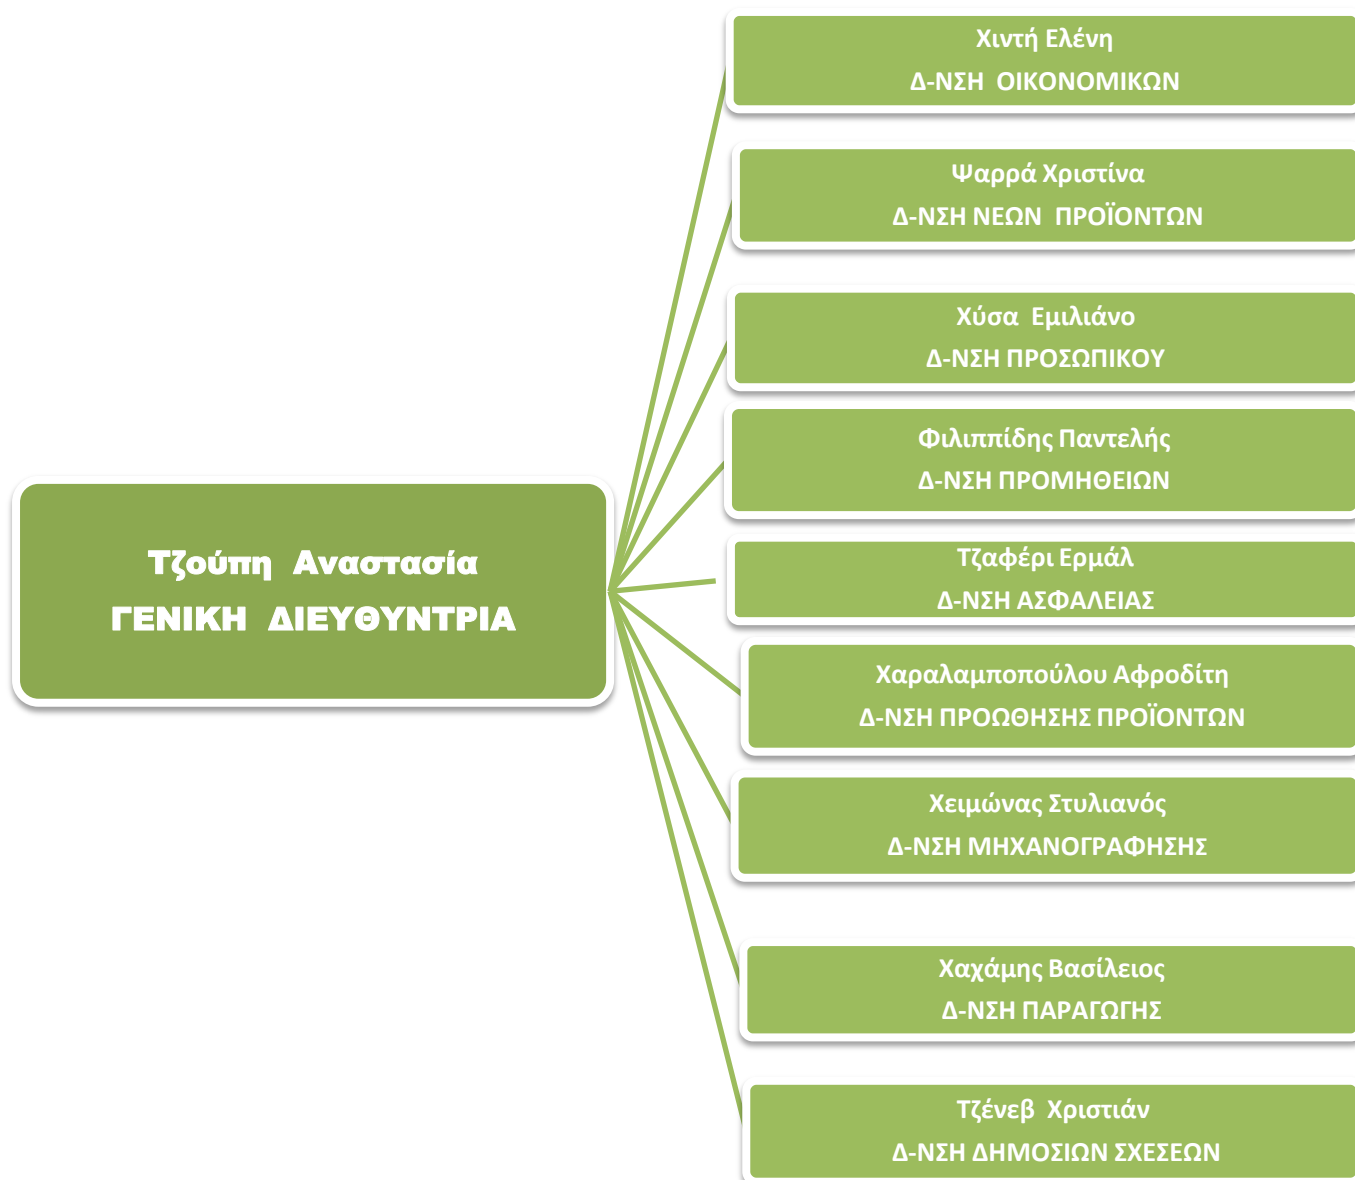 Χιντή Ελένη
Δ-ΝΣΗ ΟΙΚΟΝΟΜΙΚΩΝ
Ψαρρά Χριστίνα
Δ-ΝΣΗ ΝΕΩΝ ΠΡΟΪΟΝΤΩΝ
Χύσα Εμιλιάνο
Δ-ΝΣΗ ΠΡΟΣΩΠΙΚΟΥ
Φιλιππίδης Παντελής
Δ-ΝΣΗ ΠΡΟΜΗΘΕΙΩΝ
Τζούπη Αναστασία
ΓΕΝΙΚΗ ΔΙΕΥΘΥΝΤΡΙΑ
Τζαφέρι Ερμάλ
Δ-ΝΣΗ ΑΣΦΑΛΕΙΑΣ
Χαραλαμποπούλου Αφροδίτη
Δ-ΝΣΗ ΠΡΟΩΘΗΣΗΣ ΠΡΟΪΟΝΤΩΝ
Χειμώνας Στυλιανός
Δ-ΝΣΗ ΜΗΧΑΝΟΓΡΑΦΗΣΗΣ
Χαχάμης Βασίλειος
Δ-ΝΣΗ ΠΑΡΑΓΩΓΗΣ
Τζένεβ Χριστιάν
Δ-ΝΣΗ ΔΗΜΟΣΙΩΝ ΣΧΕΣΕΩΝ